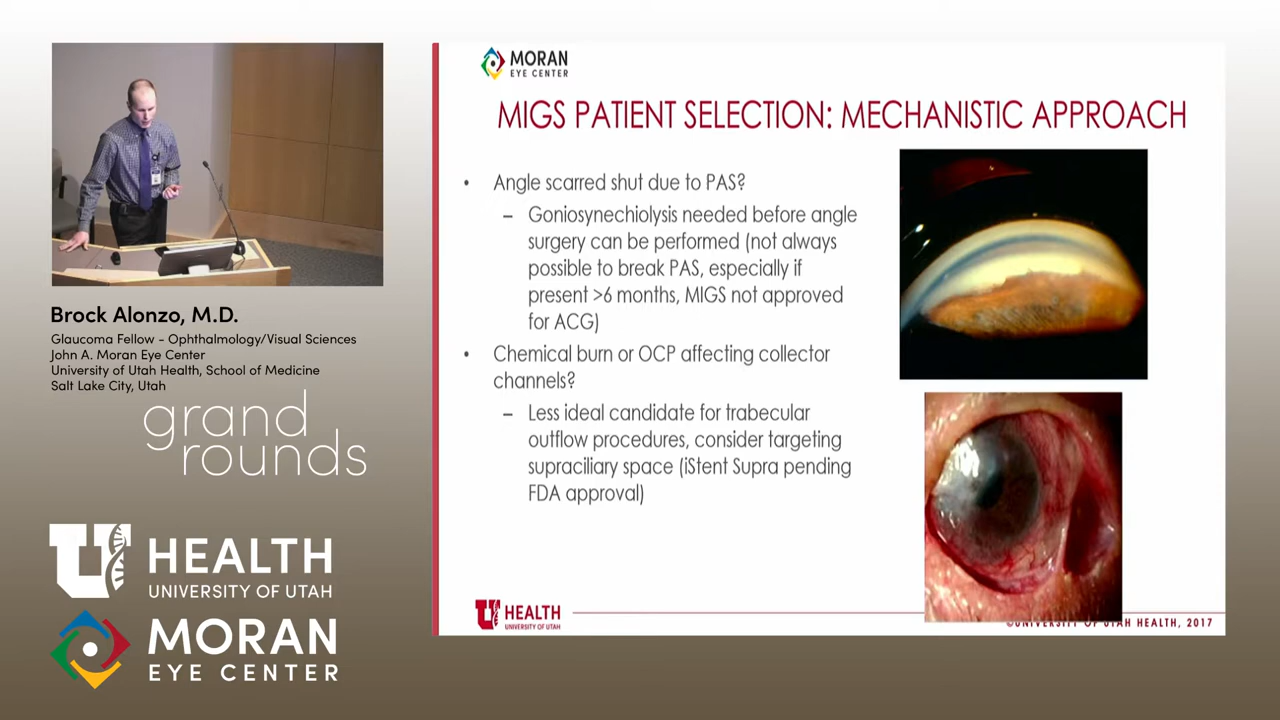 Brock Alonzo, M.D.
Glaucoma Fellow - Ophthalmology/Visual Sciences
John A. Moran Eye Center
University of Utah Health, School of Medicine
Salt Lake City, Utah
grand
rounds
U
HEALTH
UNIVERSITY OF UTAH
MORAN
EYE CENTER
MORAN
EYE CENTER
MIGS PATIENT SELECTION: MECHANISTIC APPROACH
• Angle scarred shut due to PAS?
– Goniosynechiolysis needed before angle
surgery can be performed (not always
possible to break PAS, especially if
present >6 months, MIGS not approved
for ACG)
• Chemical burn or OCP affecting collector
channels?
– Less ideal candidate for trabecular
outflow procedures, consider targeting
supraciliary space (iStent Supra pending
FDA approval)
U
HEALTH
UNIVERSITY OF UTAH
©UNIVERSITY OF UTAH HEALTH, 2017